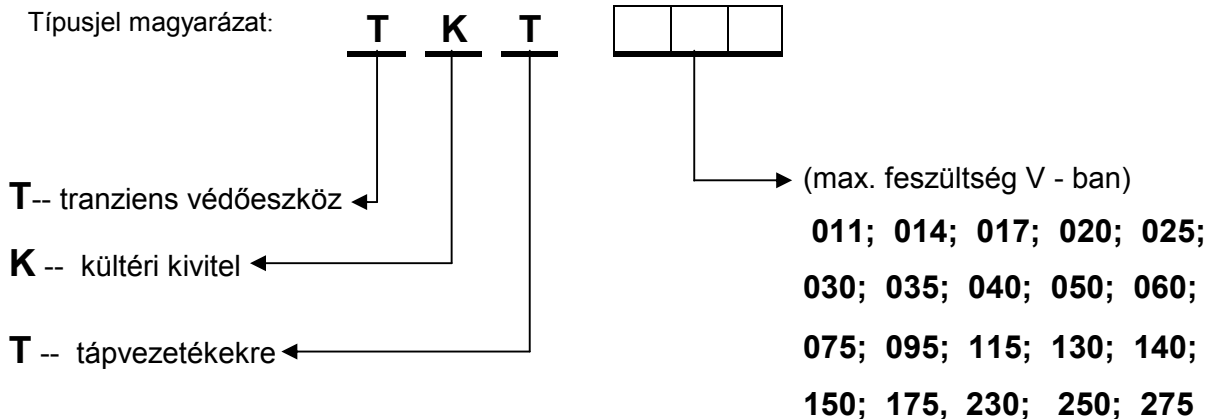 Típusjel magyarázat:
T K T
T-- tranziens védőeszköz
K -- kültéri kivitel
T -- tápvezetékekre
(max. feszültség V - ban)
011; 014; 017; 020; 025;
030; 035; 040; 050; 060;
075; 095; 115; 130; 140;
150; 175, 230; 250; 275